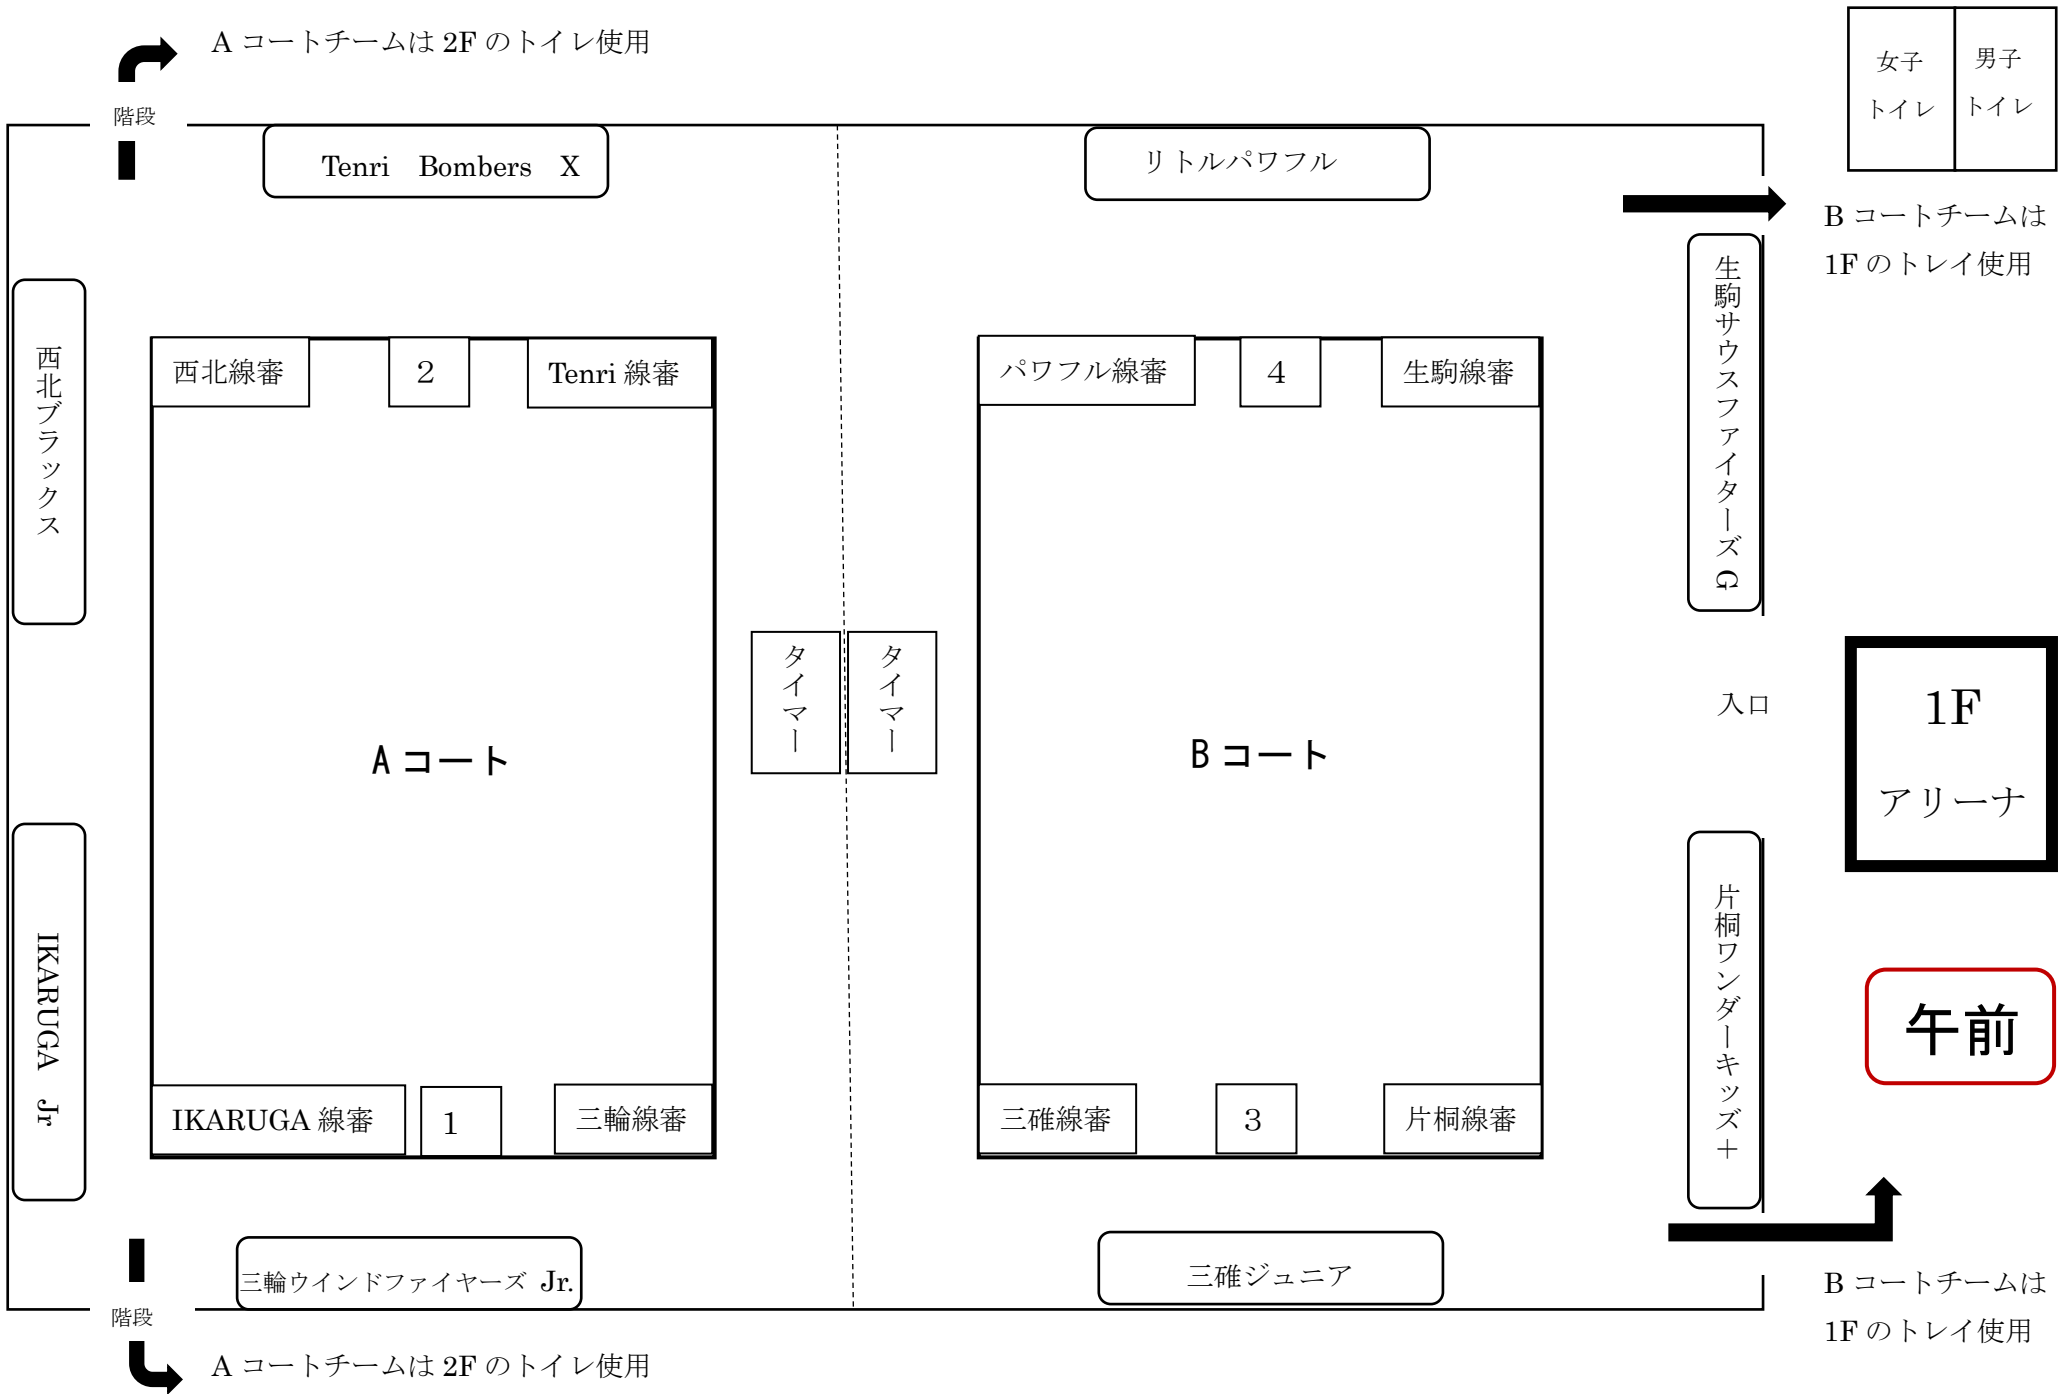 A コートチームは 2F のトイレ使用
階段
女子
トイレ
男子
トイレ
Tenri Bombers X
リトルパワフル
B コートチームは
1F のトレイ使用
西北ブラックス
生駒サウスファイターズ G
西北線審
2
Tenri 線審
パワフル線審
4
生駒線審
タイマー
タイマー
A コート
B コート
入口
1F
アリーナ
午前
IKARUGA Jr
片桐ワンダーキッズ＋
IKARUGA 線審
1
三輪線審
三碓線審
3
片桐線審
三輪ウインドファイヤーズ Jr.
三碓ジュニア
階段
A コートチームは 2F のトイレ使用
B コートチームは
1F のトレイ使用